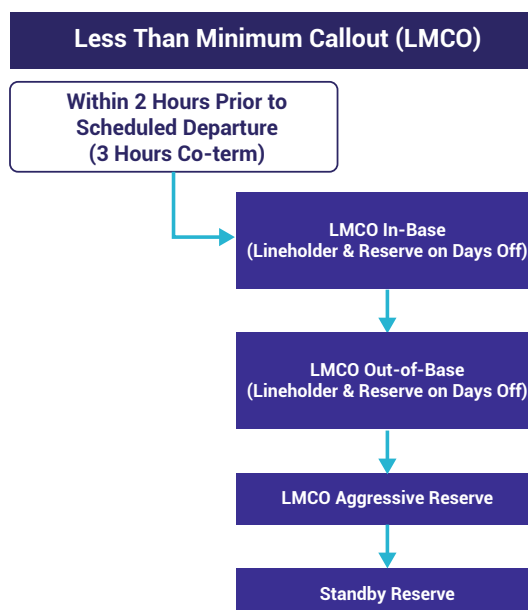 Less Than Minimum Callout (LMCO)
Within 2 Hours Prior to
Scheduled Departure
(3 Hours Co-term)
LMCO In-Base
(Lineholder & Reserve on Days Off)
LMCO Out-of-Base
(Lineholder & Reserve on Days Off)
LMCO Aggressive Reserve
Standby Reserve